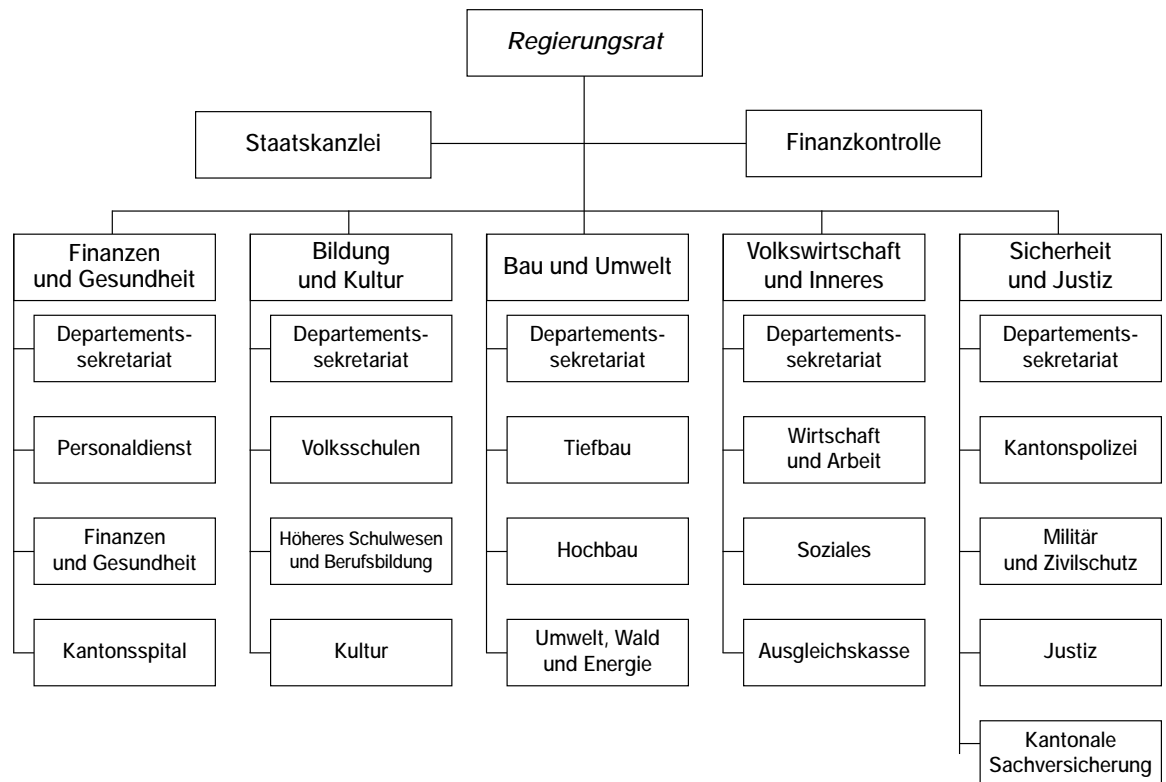 Regierungsrat
Staatskanzlei
Finanzkontrolle
Finanzen
und Gesundheit
Bildung
und Kultur
Bau und Umwelt
Volkswirtschaft
und Inneres
Sicherheit
und Justiz
Departements-
sekretariat
Departements-
sekretariat
Departements-
sekretariat
Departements-
sekretariat
Departements-
sekretariat
Personaldienst
Volksschulen
Tiefbau
Wirtschaft
und Arbeit
Kantonspolizei
Finanzen
und Gesundheit
Höheres Schulwesen
und Berufsbildung
Hochbau
Soziales
Militär
und Zivilschutz
Kantonsspital
Kultur
Umwelt, Wald
und Energie
Ausgleichskasse
Justiz
Kantonale
Sachversicherung